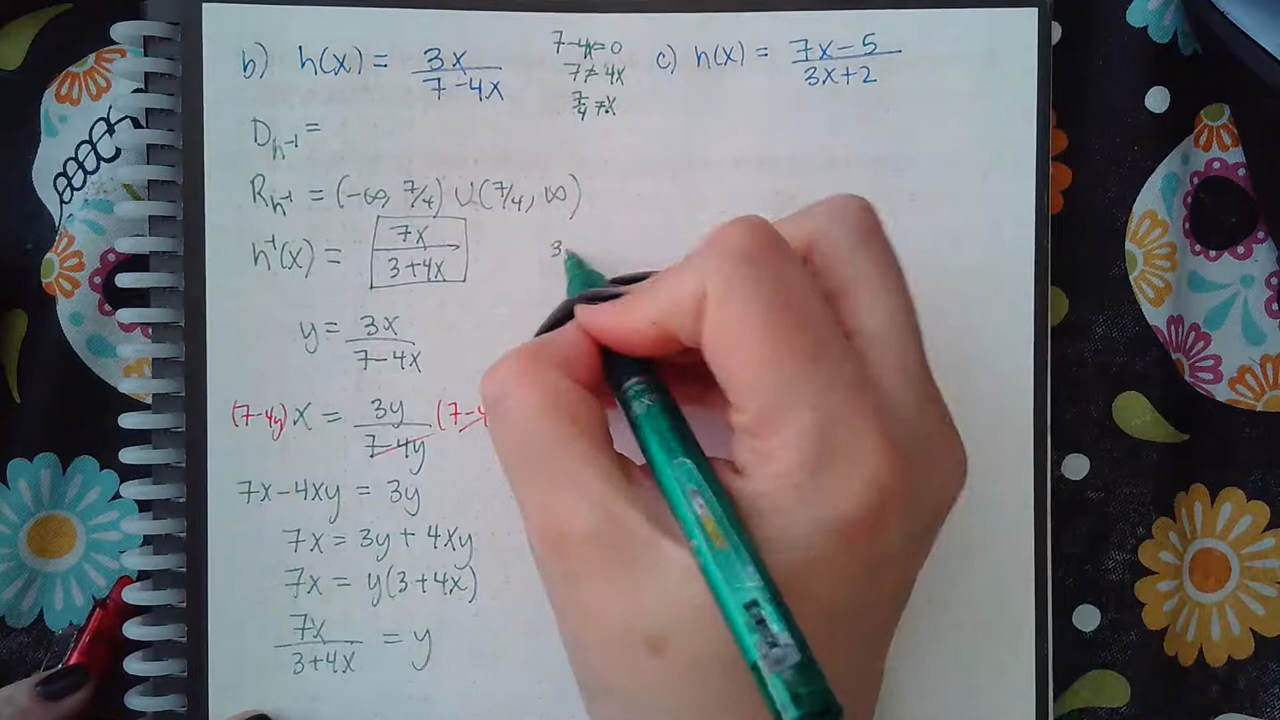 b) h(x) = 3x / 7-4x
7-4x=0
7≠4x
7/4≠x
c) h(x) = 7x-5 / 3x+2
D_h⁻¹ =
R_h⁻¹ = (-∞, 7/4) ∪ (7/4, ∞)
h⁻¹(x) = 7x / 3+4x
3
y = 3x / 7-4x
(7-4y) x = 3y / 7-4y (7-4
7x-4xy = 3y
7x = 3y + 4xy
7x = y(3+4x)
7x / 3+4x = y